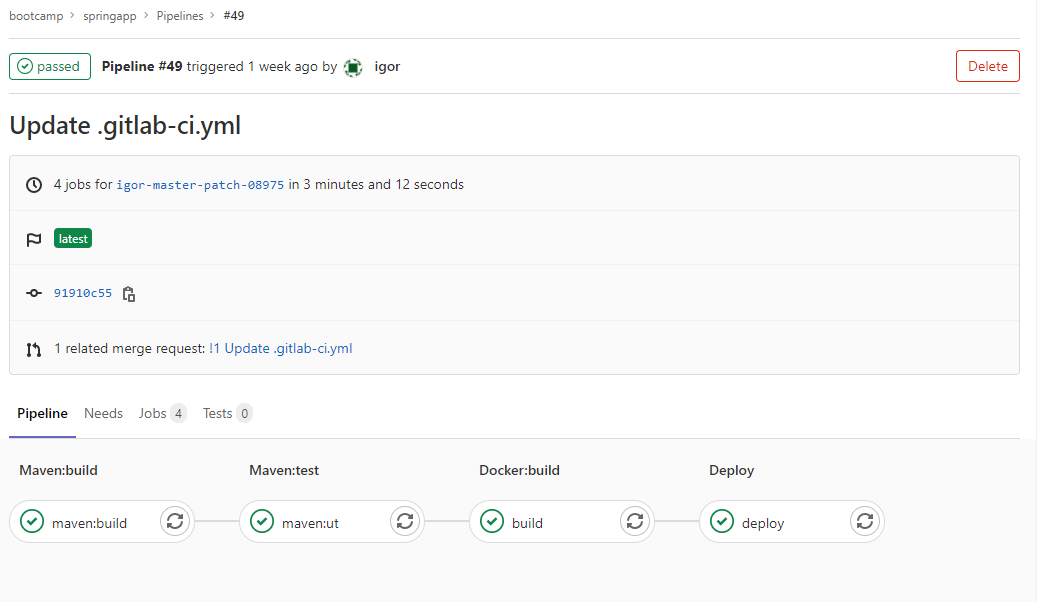 bootcamp > springapp > Pipelines > #49
passed Pipeline #49 triggered 1 week ago by igor Delete
Update .gitlab-ci.yml
4 jobs for igor-master-patch-08975 in 3 minutes and 12 seconds
latest
91910c55
1 related merge request: !1 Update .gitlab-ci.yml
Pipeline Needs Jobs 4 Tests 0
Maven:build Maven:test Docker:build Deploy
maven:build maven:ut build deploy